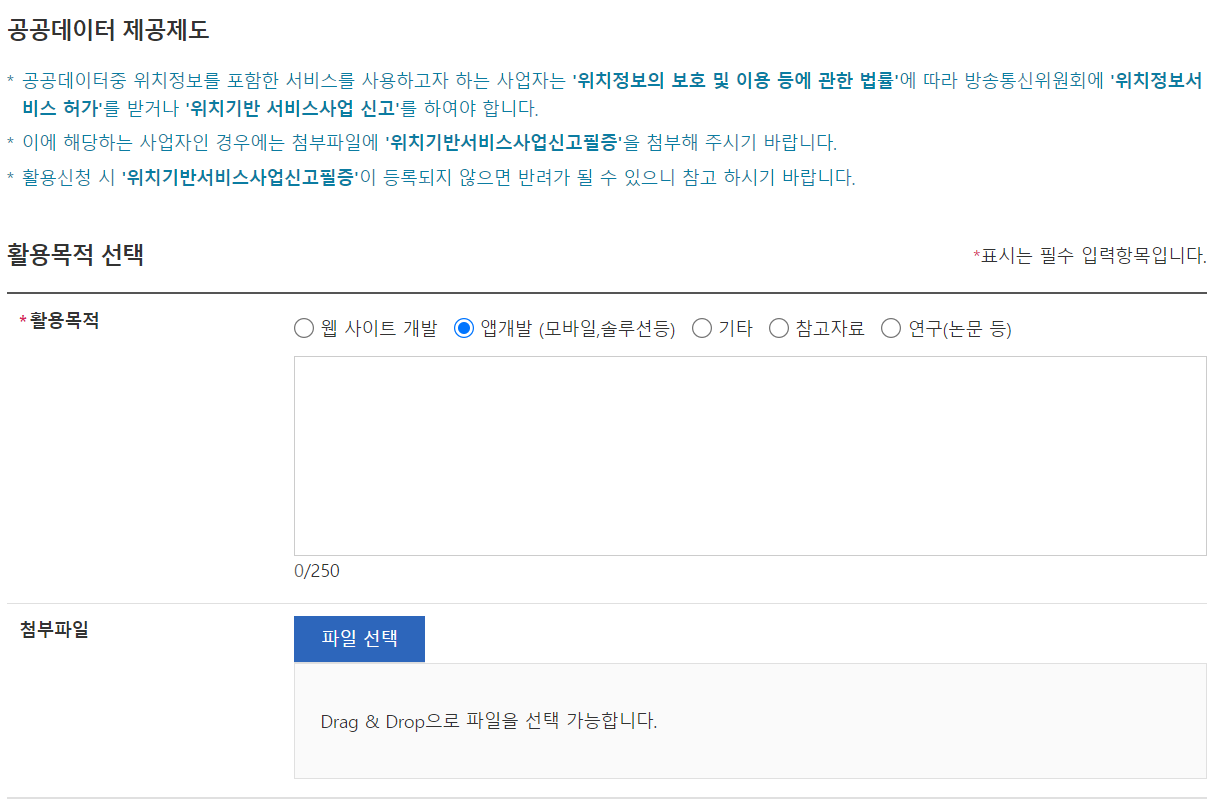 공공데이터 제공제도
* 공공데이터중 위치정보를 포함한 서비스를 사용하고자 하는 사업자는 '위치정보의 보호 및 이용 등에 관한 법률'에 따라 방송통신위원회에 '위치정보서
비스 허가'를 받거나 '위치기반 서비스사업 신고'를 하여야 합니다.
* 이에 해당하는 사업자인 경우에는 첨부파일에 '위치기반서비스사업신고필증'을 첨부해 주시기 바랍니다.
* 활용신청 시 '위치기반서비스사업신고필증'이 등록되지 않으면 반려가 될 수 있으니 참고 하시기 바랍니다.
활용목적 선택
*표시는 필수 입력항목입니다.
*활용목적
웹 사이트 개발 앱개발 (모바일,솔루션등) 기타 참고자료 연구(논문 등)
0/250
첨부파일
파일 선택
Drag & Drop으로 파일을 선택 가능합니다.